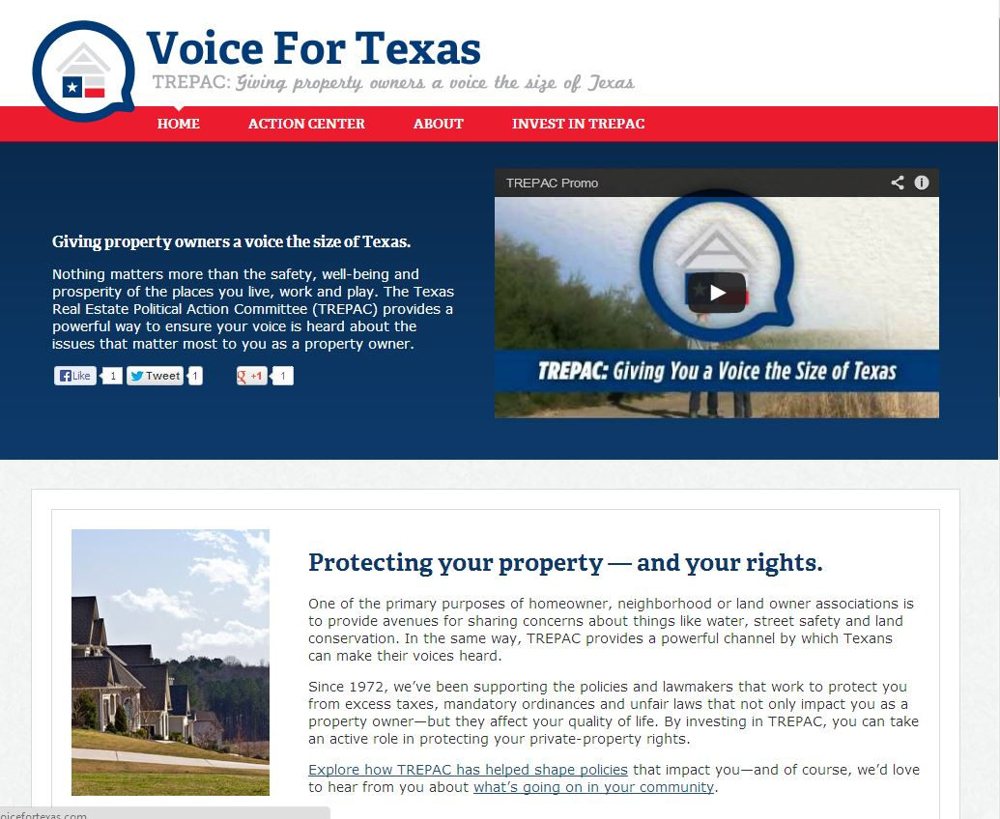 Voice For Texas
TREPAC: Giving property owners a voice the size of Texas
HOME
ACTION CENTER
ABOUT
INVEST IN TREPAC
Giving property owners a voice the size of Texas.
Nothing matters more than the safety, well-being and
prosperity of the places you live, work and play. The Texas
Real Estate Political Action Committee (TREPAC) provides a
powerful way to ensure your voice is heard about the
issues that matter most to you as a property owner.
Like 1 Tweet 1 +1 1
TREPAC Promo
TREPAC: Giving You a Voice the Size of Texas
Protecting your property — and your rights.
One of the primary purposes of homeowner, neighborhood or land owner associations is
to provide avenues for sharing concerns about things like water, street safety and land
conservation. In the same way, TREPAC provides a powerful channel by which Texans
can make their voices heard.
Since 1972, we’ve been supporting the policies and lawmakers that work to protect you
from excess taxes, mandatory ordinances and unfair laws that not only impact you as a
property owner—but they affect your quality of life. By investing in TREPAC, you can take
an active role in protecting your private-property rights.
Explore how TREPAC has helped shape policies that impact you—and of course, we’d love
to hear from you about what’s going on in your community.